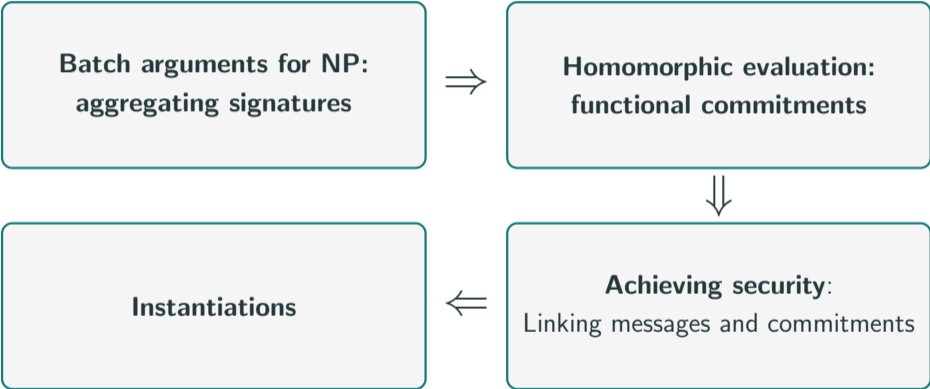 Batch arguments for NP:
aggregating signatures
⇒
Homomorphic evaluation:
functional commitments
⇓
Achieving security:
Linking messages and commitments
⇐
Instantiations